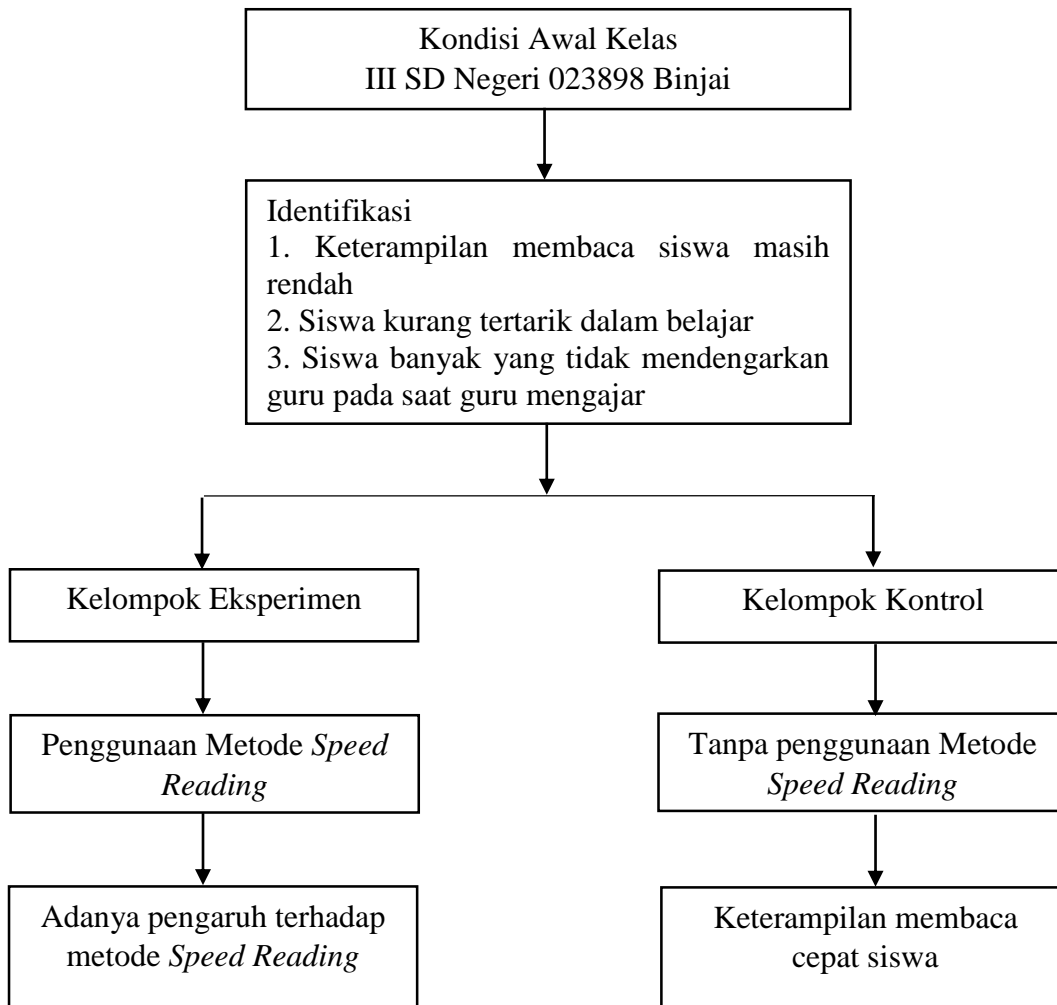 Kondisi Awal Kelas
III SD Negeri 023898 Binjai
Identifikasi
1. Keterampilan membaca siswa masih
rendah
2. Siswa kurang tertarik dalam belajar
3. Siswa banyak yang tidak mendengarkan
guru pada saat guru mengajar
Kelompok Eksperimen
Kelompok Kontrol
Penggunaan Metode Speed
Reading
Tanpa penggunaan Metode
Speed Reading
Adanya pengaruh terhadap
metode Speed Reading
Keterampilan membaca
cepat siswa